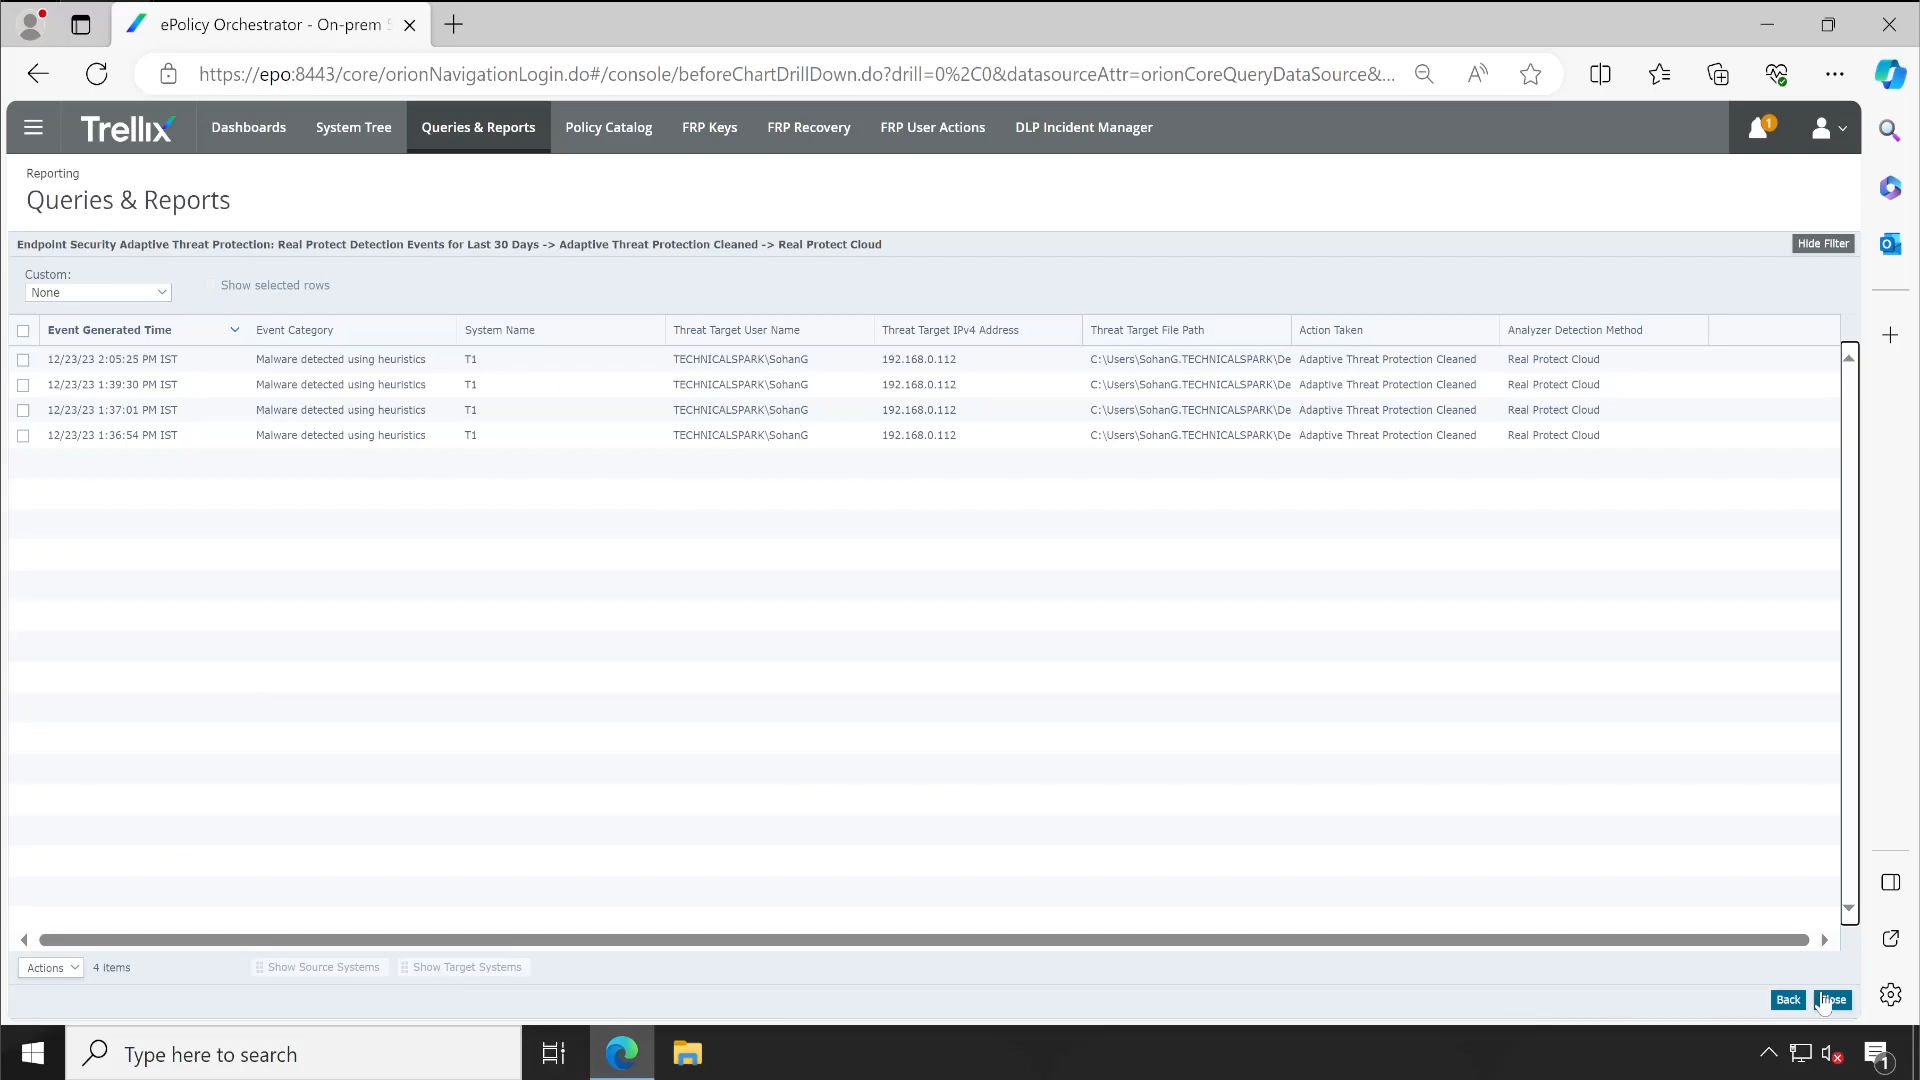 ePolicy Orchestrator - On-prem
https://epo:8443/core/orionNavigationLogin.do#/console/beforeChartDrillDown.do?drill=0%2C0&datasourceAttr=orionCoreQueryDataSource&...
Trellix
Dashboards
System Tree
Queries & Reports
Policy Catalog
FRP Keys
FRP Recovery
FRP User Actions
DLP Incident Manager
1
Reporting
Queries & Reports
Endpoint Security Adaptive Threat Protection: Real Protect Detection Events for Last 30 Days -> Adaptive Threat Protection Cleaned -> Real Protect Cloud
Hide Filter
Custom:
None
Show selected rows
Event Generated Time Event Category System Name Threat Target User Name Threat Target IPv4 Address Threat Target File Path Action Taken Analyzer Detection Method
12/23/23 2:05:25 PM IST Malware detected using heuristics T1 TECHNICALSPARK\SohanG 192.168.0.112 C:\Users\SohanG.TECHNICALSPARK\De Adaptive Threat Protection Cleaned Real Protect Cloud
12/23/23 1:39:30 PM IST Malware detected using heuristics T1 TECHNICALSPARK\SohanG 192.168.0.112 C:\Users\SohanG.TECHNICALSPARK\De Adaptive Threat Protection Cleaned Real Protect Cloud
12/23/23 1:37:01 PM IST Malware detected using heuristics T1 TECHNICALSPARK\SohanG 192.168.0.112 C:\Users\SohanG.TECHNICALSPARK\De Adaptive Threat Protection Cleaned Real Protect Cloud
12/23/23 1:36:54 PM IST Malware detected using heuristics T1 TECHNICALSPARK\SohanG 192.168.0.112 C:\Users\SohanG.TECHNICALSPARK\De Adaptive Threat Protection Cleaned Real Protect Cloud
Actions
4 items
Show Source Systems
Show Target Systems
Back
Type here to search
1